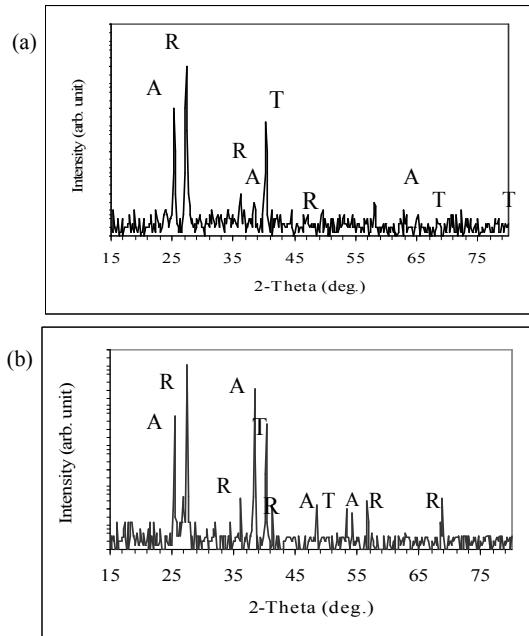 (a)
Intensity (arb. unit)
R
A
T
R
A
R
A
T
T
15 25 35 45 55 65 75
2-Theta (deg.)
(b)
Intensity (arb. unit)
R
A
A
T
R
R
A T A R R
15 25 35 45 55 65 75
2-Theta (deg.)